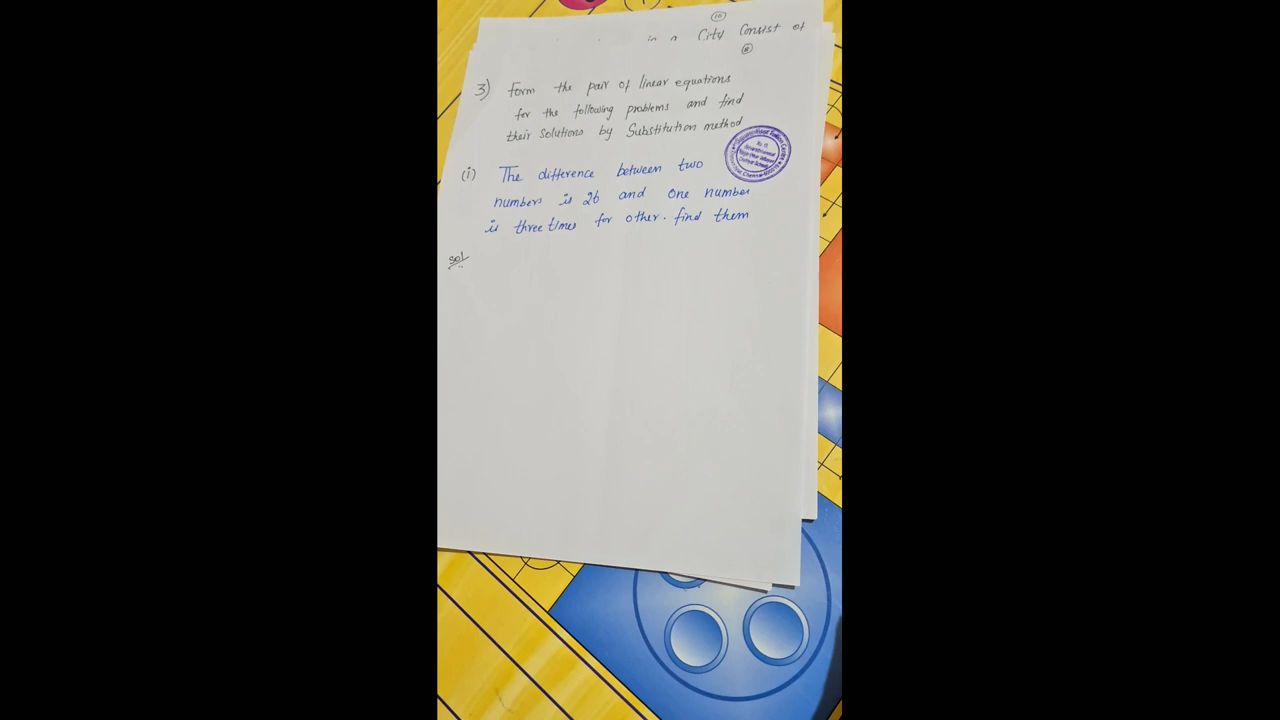 in a City Consist of
3) Form the pair of linear equations
for the following problems and find
their solutions by Substitution method
(i) The difference between two
numbers is 26 and one number
is three times for other. find them
Sol